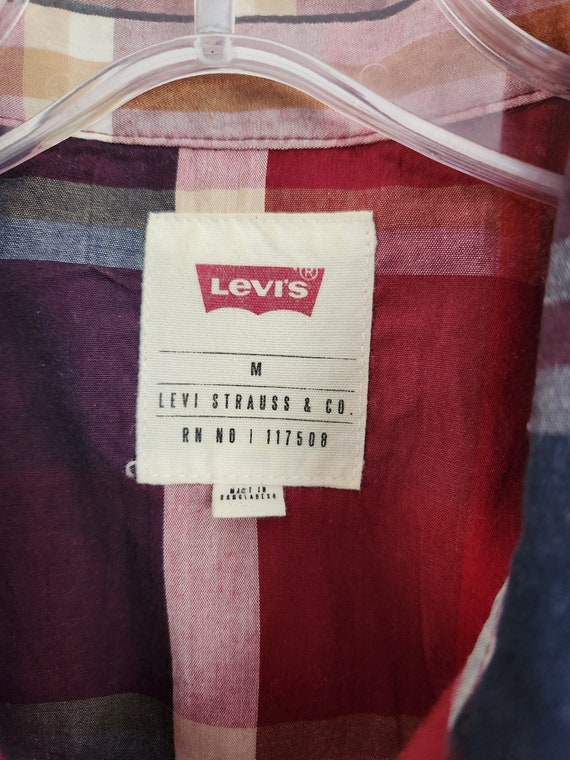 Levi's®
M
LEVI STRAUSS & CO.
RN NO | 117508
MADE IN
BANGLADESH